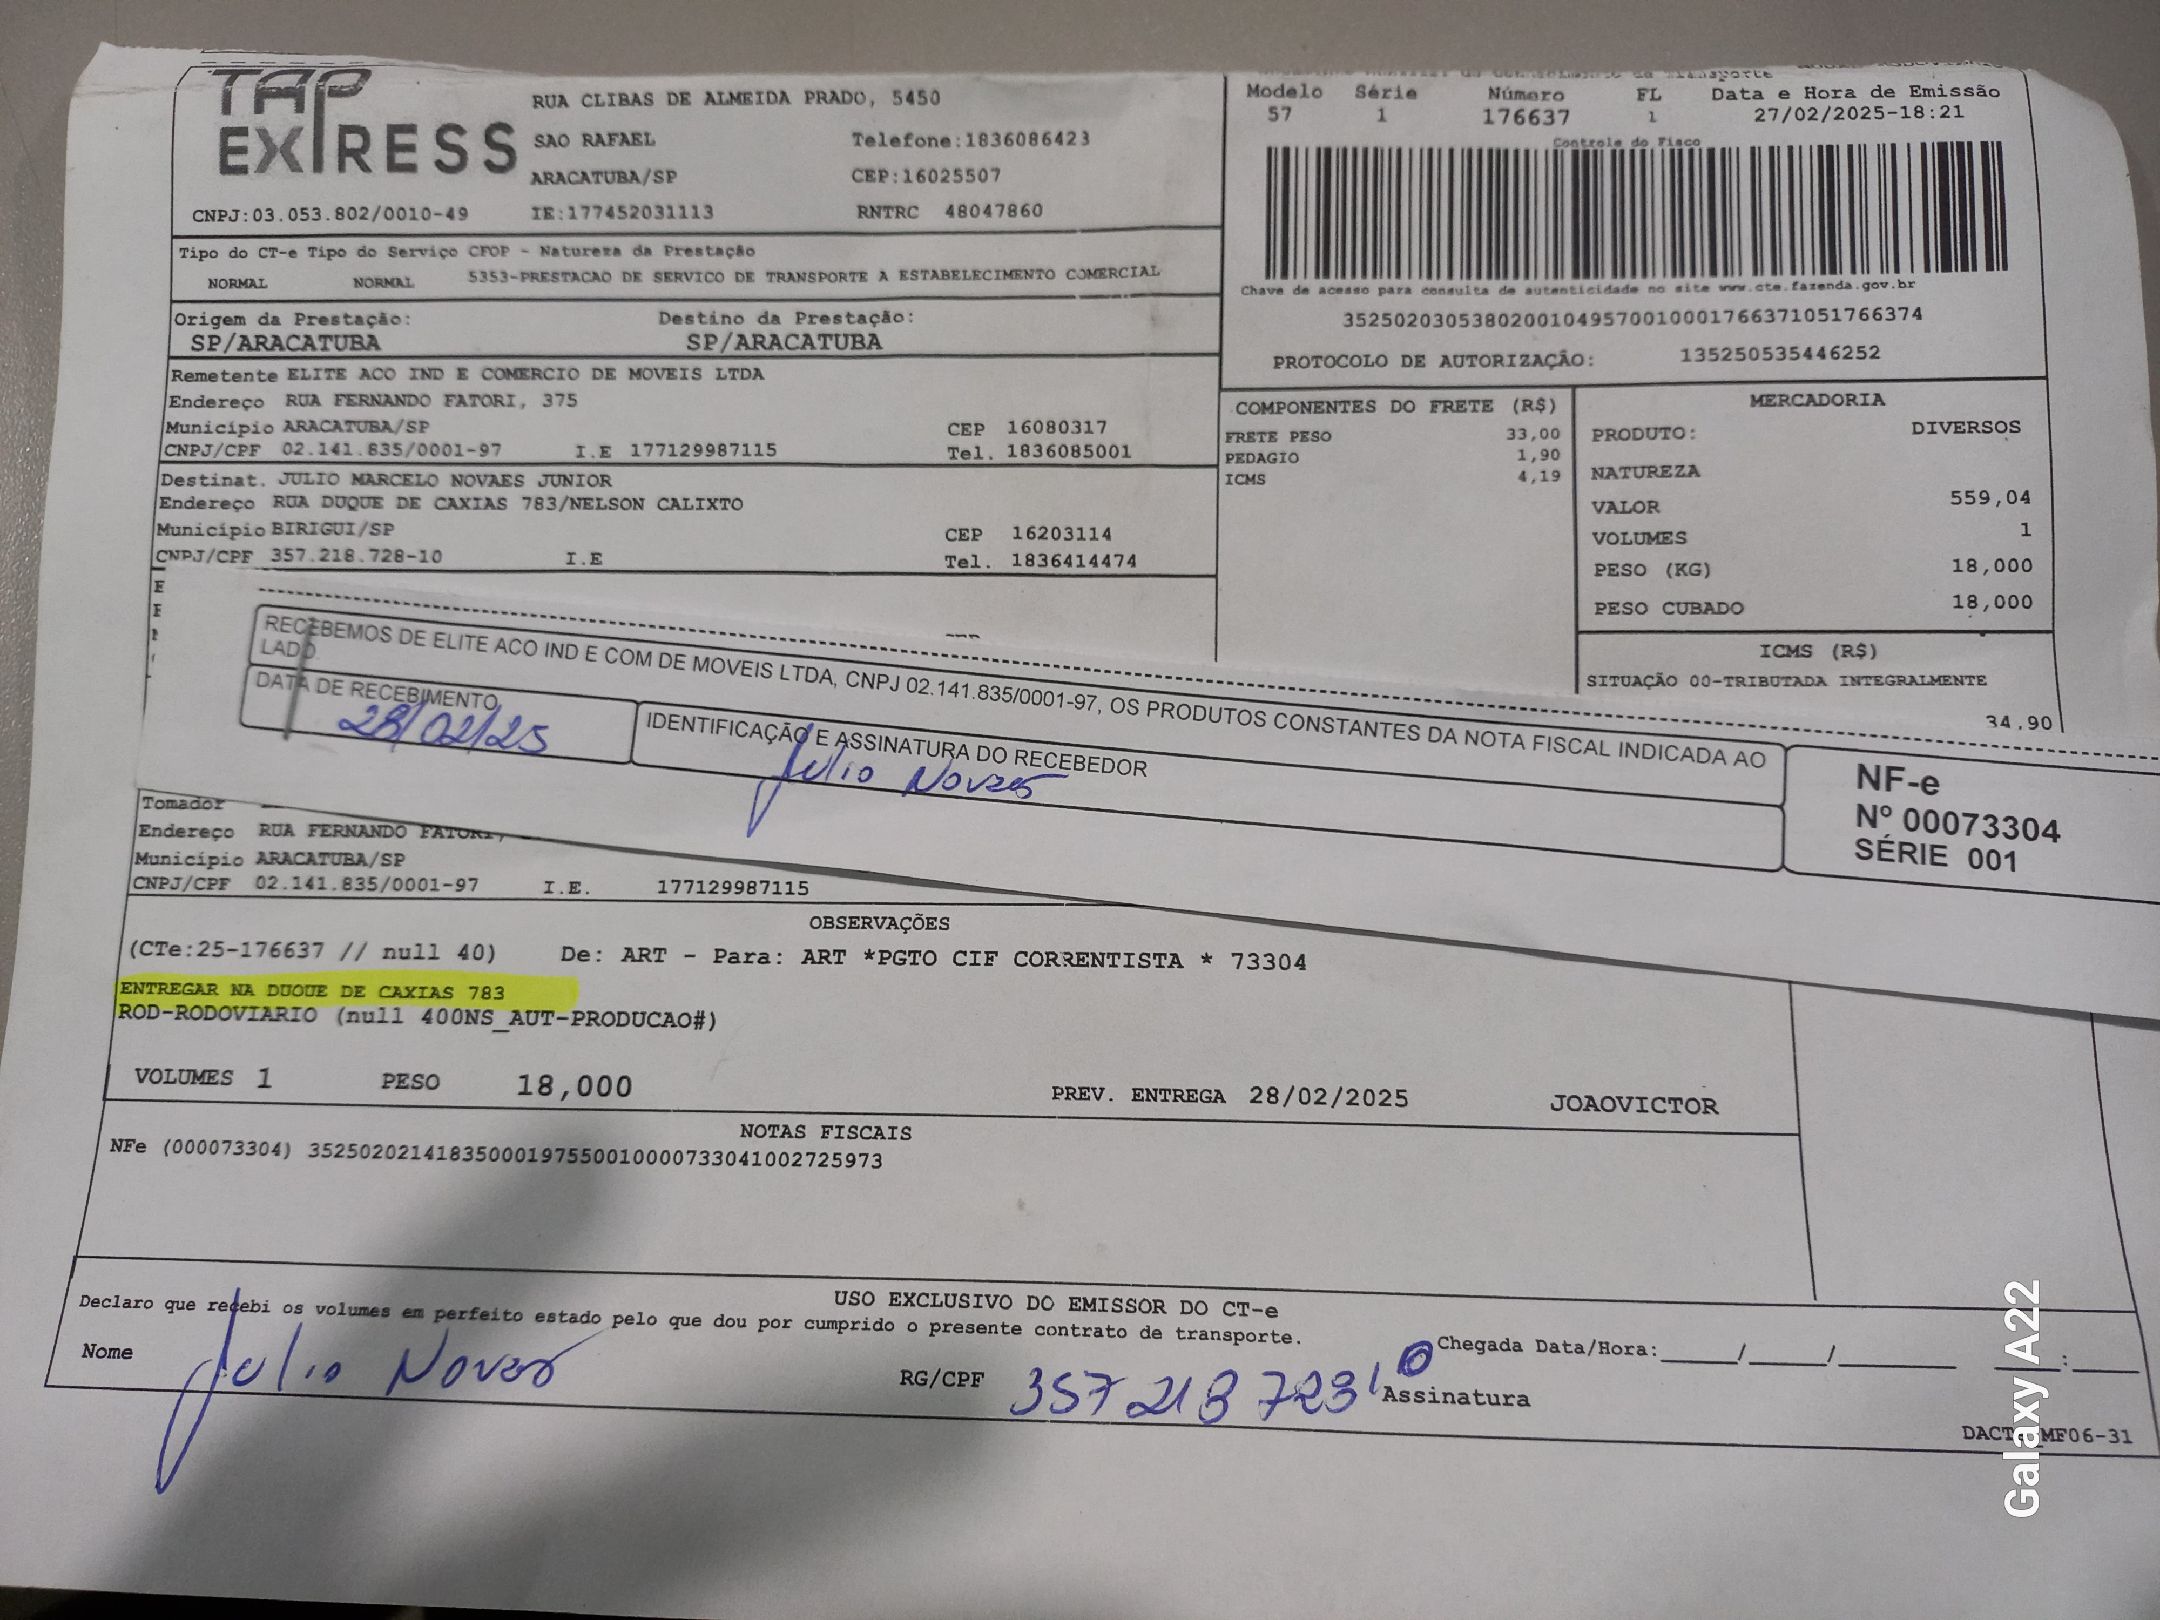 TAP
EXPRESS
RUA CLIBAS DE ALMEIDA PRADO, 5450
SAO RAFAEL Telefone:1836086423
ARACATUBA/SP CEP:16025507
CNPJ:03.053.802/0010-49 IE:177452031113 RNTRC 48047860
Modelo Série Número FL Data e Hora de Emissão
57 1 176637 1 27/02/2025-18:21
Controle do Fisco
Chave de acesso para consulta de autenticidade no site www.cte.fazenda.gov.br
35250203053802001049570010001766371051766374
PROTOCOLO DE AUTORIZAÇÃO: 135250535446252
Tipo do CT-e Tipo do Serviço CFOP - Natureza da Prestação
NORMAL NORMAL 5353-PRESTACAO DE SERVICO DE TRANSPORTE A ESTABELECIMENTO COMERCIAL
Origem da Prestação: Destino da Prestação:
SP/ARACATUBA SP/ARACATUBA
Remetente ELITE ACO IND E COMERCIO DE MOVEIS LTDA
Endereço RUA FERNANDO FATORI, 375
Município ARACATUBA/SP CEP 16080317
CNPJ/CPF 02.141.835/0001-97 I.E 177129987115 Tel. 1836085001
Destinat. JULIO MARCELO NOVAES JUNIOR
Endereço RUA DUQUE DE CAXIAS 783/NELSON CALIXTO
Município BIRIGUI/SP CEP 16203114
CNPJ/CPF 357.218.728-10 I.E Tel. 1836414474
COMPONENTES DO FRETE (R$)
FRETE PESO 33,00
PEDAGIO 1,90
ICMS 4,19
MERCADORIA
PRODUTO: DIVERSOS
NATUREZA
VALOR 559,04
VOLUMES 1
PESO (KG) 18,000
PESO CUBADO 18,000
ICMS (R$)
SITUAÇÃO 00-TRIBUTADA INTEGRALMENTE
34,90
RECEBEMOS DE ELITE ACO IND E COM DE MOVEIS LTDA, CNPJ 02.141.835/0001-97, OS PRODUTOS CONSTANTES DA NOTA FISCAL INDICADA AO
LADO
DATA DE RECEBIMENTO
28/02/25
IDENTIFICAÇÃO E ASSINATURA DO RECEBEDOR
Julio Novaes
NF-e
Nº 00073304
SÉRIE 001
Tomador
Endereço RUA FERNANDO FATORI,
Município ARACATUBA/SP
CNPJ/CPF 02.141.835/0001-97 I.E. 177129987115
OBSERVAÇÕES
(CTe:25-176637 // null 40) De: ART - Para: ART *PGTO CIF CORRENTISTA * 73304
ENTREGAR NA DUQUE DE CAXIAS 783
ROD-RODOVIARIO (null 400NS_AUT-PRODUCAO#)
VOLUMES 1 PESO 18,000 PREV. ENTREGA 28/02/2025 JOAOVICTOR
NOTAS FISCAIS
NFe (000073304) 35250202141835000197550010000733041002725973
USO EXCLUSIVO DO EMISSOR DO CT-e
Declaro que recebi os volumes em perfeito estado pelo que dou por cumprido o presente contrato de transporte.
Nome Julio Novaes RG/CPF 357 218 728 10
Chegada Data/Hora:____/____/______ ___:___
Assinatura
MF06-31
Galaxy A22